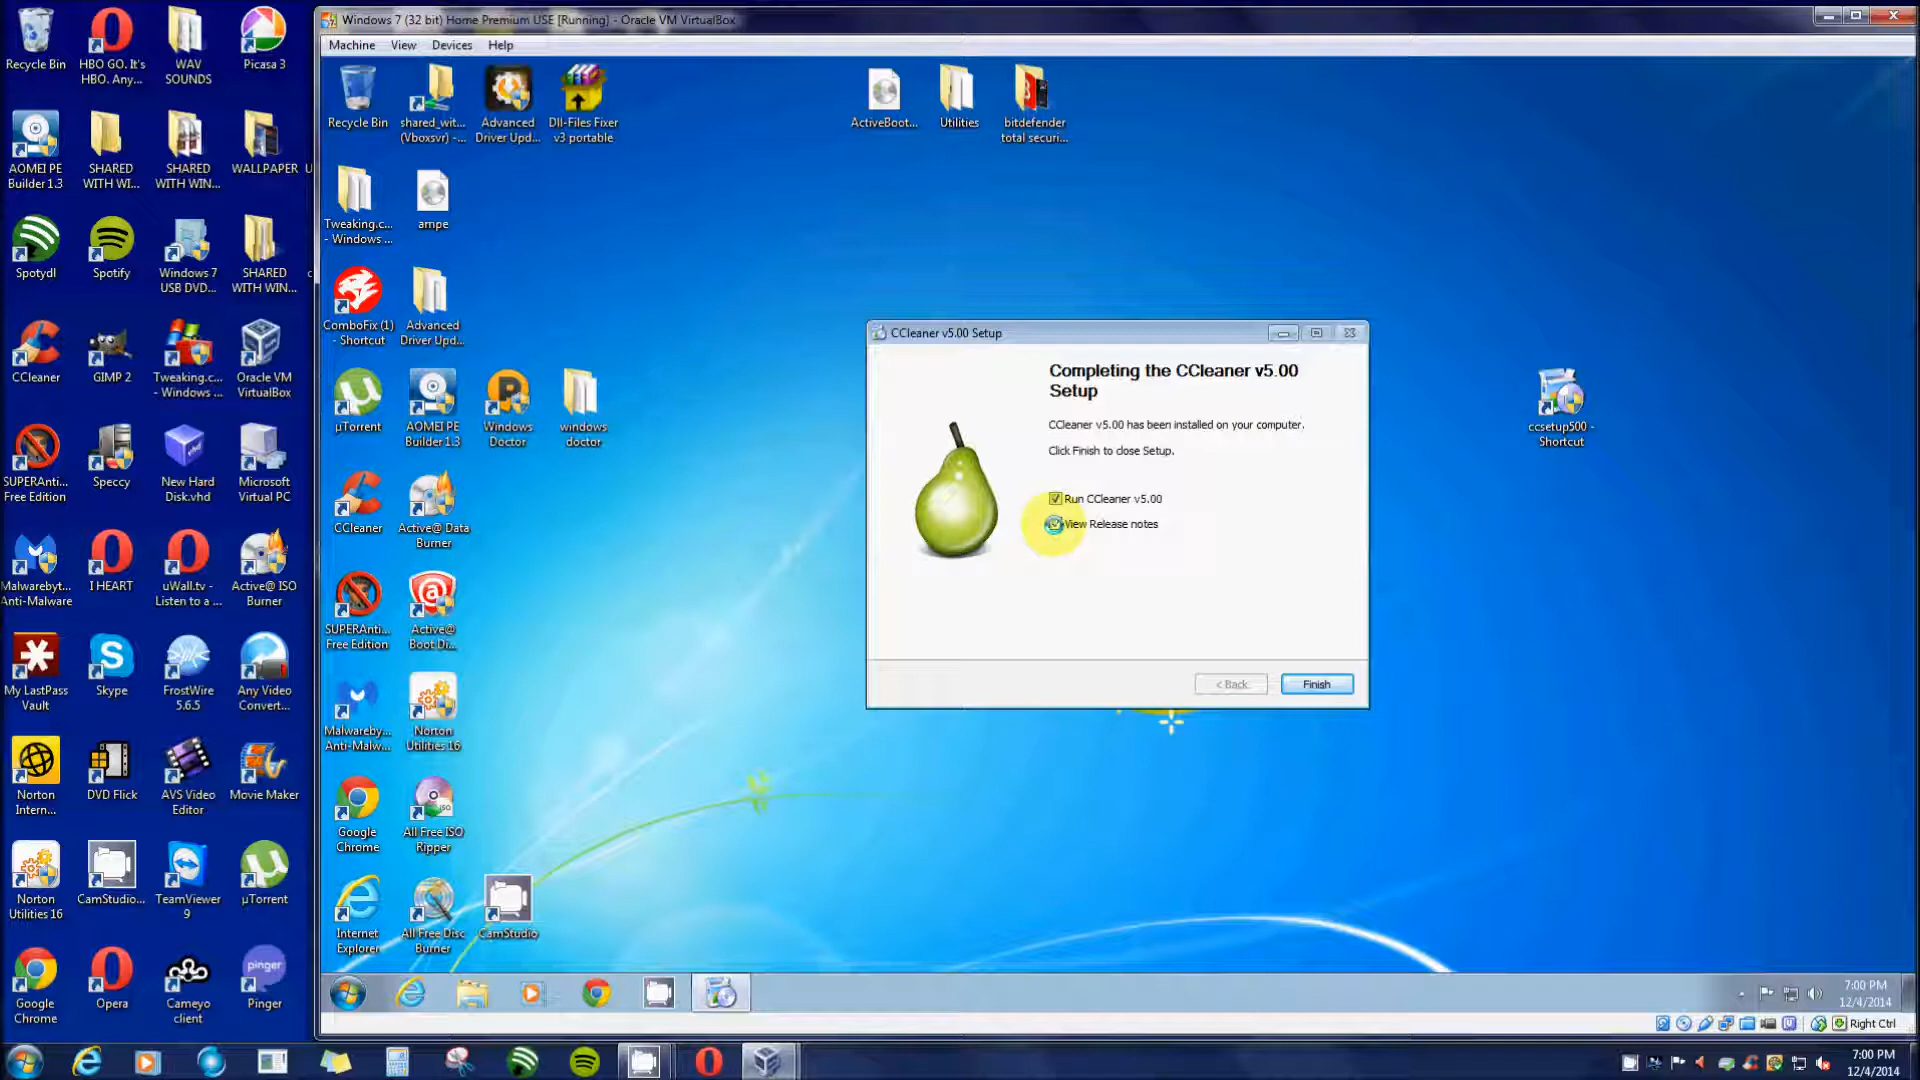 Windows 7 (32 bit) Home Premium USE [Running] - Oracle VM VirtualBox
Machine View Devices Help
Recycle Bin
HBO GO. It's
HBO. Any...
WAV
SOUNDS
Picasa 3
AOMEI PE
Builder 1.3
SHARED
WITH WI...
SHARED
WITH WIN...
WALLPAPER
Spotydl
Spotify
Windows 7
USB DVD...
SHARED
WITH WIN...
CCleaner
GIMP 2
Tweaking.c...
- Windows ...
Oracle VM
VirtualBox
SUPERAnti...
Free Edition
Speccy
New Hard
Disk.vhd
Microsoft
Virtual PC
Malwarebyt...
Anti-Malware
I HEART
uWall.tv -
Listen to a ...
Active@ ISO
Burner
My LastPass
Vault
Skype
FrostWire
5.6.5
Any Video
Convert...
Norton
Intern...
DVD Flick
AVS Video
Editor
Movie Maker
Norton
Utilities 16
CamStudio...
TeamViewer
9
µTorrent
Google
Chrome
Opera
Cameyo
client
pinger
Pinger
Recycle Bin
shared_wit...
(Vboxsvr) -...
Advanced
Driver Upd...
Dll-Files Fixer
v3 portable
ActiveBoot...
Utilities
bitdefender
total securi...
Tweaking.c...
- Windows ...
ampe
ComboFix (1)
- Shortcut
Advanced
Driver Upd...
µTorrent
AOMEI PE
Builder 1.3
Windows
Doctor
windows
doctor
CCleaner
Active@ Data
Burner
SUPERAnti...
Free Edition
Active@
Boot Di...
Malwareby...
Anti-Malw...
Norton
Utilities 16
Google
Chrome
ISO
All Free ISO
Ripper
Internet
Explorer
All Free Disc
Burner
CamStudio
ccsetup500 -
Shortcut
CCleaner v5.00 Setup
Completing the CCleaner v5.00
Setup
CCleaner v5.00 has been installed on your computer.
Click Finish to close Setup.
Run CCleaner v5.00
View Release notes
< Back
Finish
7:00 PM
12/4/2014
Right Ctrl
7:00 PM
12/4/2014